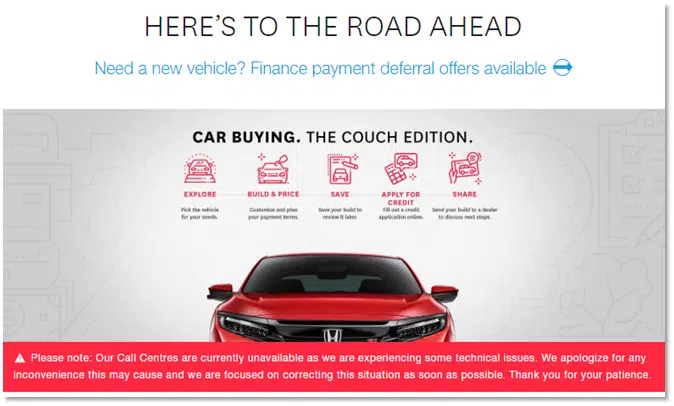 HERE'S TO THE ROAD AHEAD
Need a new vehicle? Finance payment deferral offers available
CAR BUYING. THE COUCH EDITION.
EXPLORE
Pick the vehicle
for your needs.
BUILD & PRICE
Customize and plan
your payment terms.
SAVE
Save your build to
review it later.
APPLY FOR
CREDIT
Fill out a credit
application online.
SHARE
Send your build to a dealer
to discuss next steps.
Please note: Our Call Centres are currently unavailable as we are experiencing some technical issues. We apologize for any
inconvenience this may cause and we are focused on correcting this situation as soon as possible. Thank you for your patience.